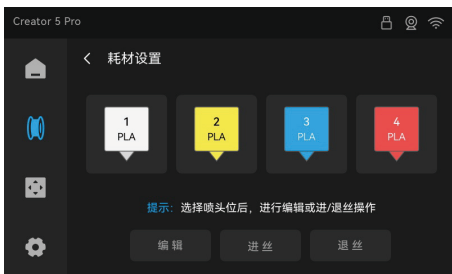 Creator 5 Pro
耗材设置
1
PLA
2
PLA
3
PLA
4
PLA
提示: 选择喷头位后，进行编辑或进/退丝操作
编辑
进丝
退丝